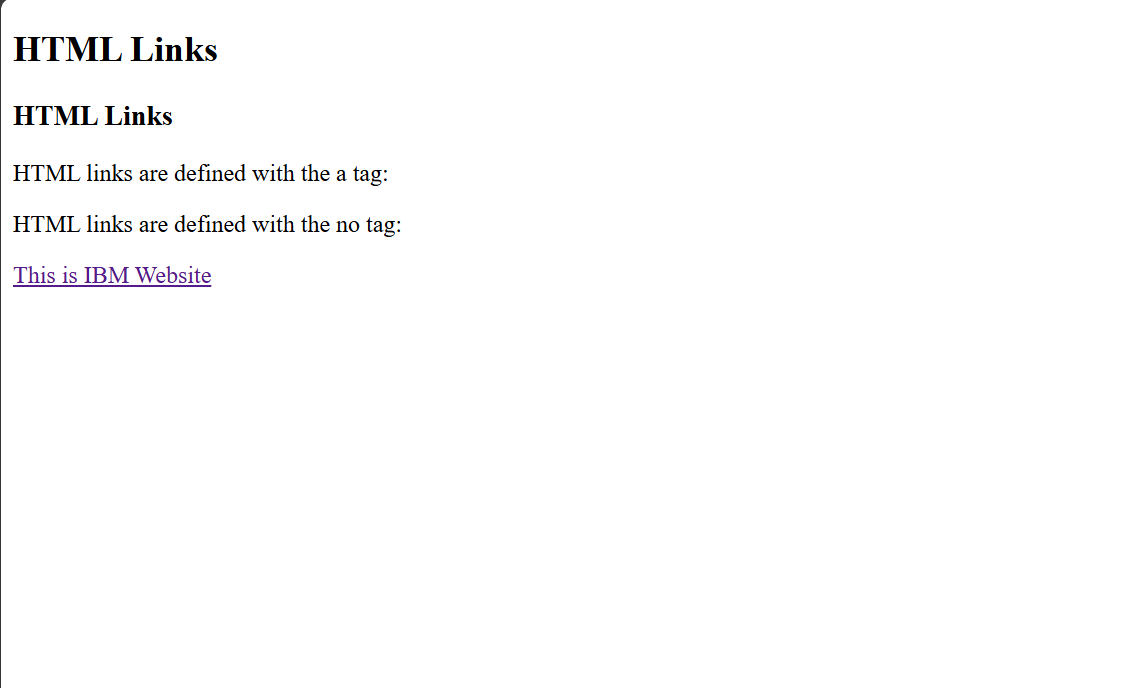 HTML Links
HTML Links
HTML links are defined with the a tag:
HTML links are defined with the no tag:
This is IBM Website